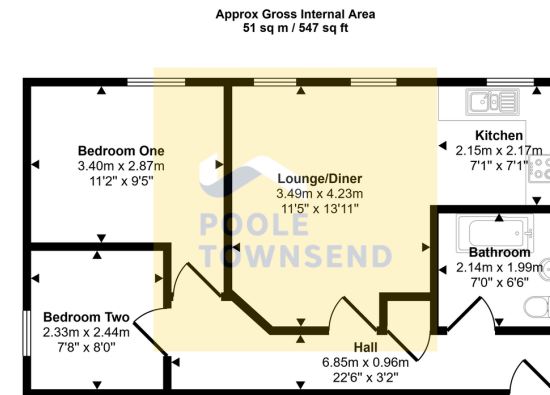 Approx Gross Internal Area
51 sq m / 547 sq ft
Bedroom One
3.40m x 2.87m
11'2" x 9'5"
Lounge/Diner
3.49m x 4.23m
11'5" x 13'11"
Kitchen
2.15m x 2.17m
7'1" x 7'1"
POOLE
TOWNSEND
Bathroom
2.14m x 1.99m
7'0" x 6'6"
Bedroom Two
2.33m x 2.44m
7'8" x 8'0"
Hall
6.85m x 0.96m
22'6" x 3'2"